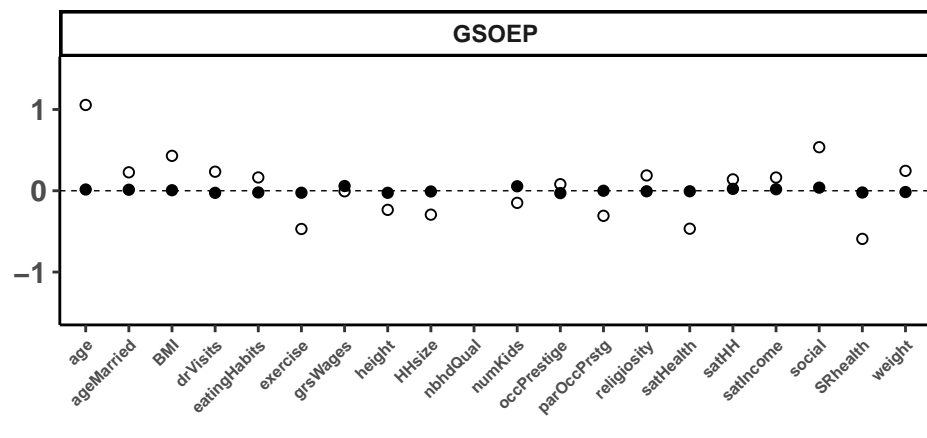 GSOEP
1
0
−1
age
ageMarried
BMI
drVisits
eatingHabits
exercise
grsWages
height
HHsize
nbhdQual
numKids
occPrestige
parOccPrstg
religiosity
satHealth
satHH
satIncome
social
SRhealth
weight